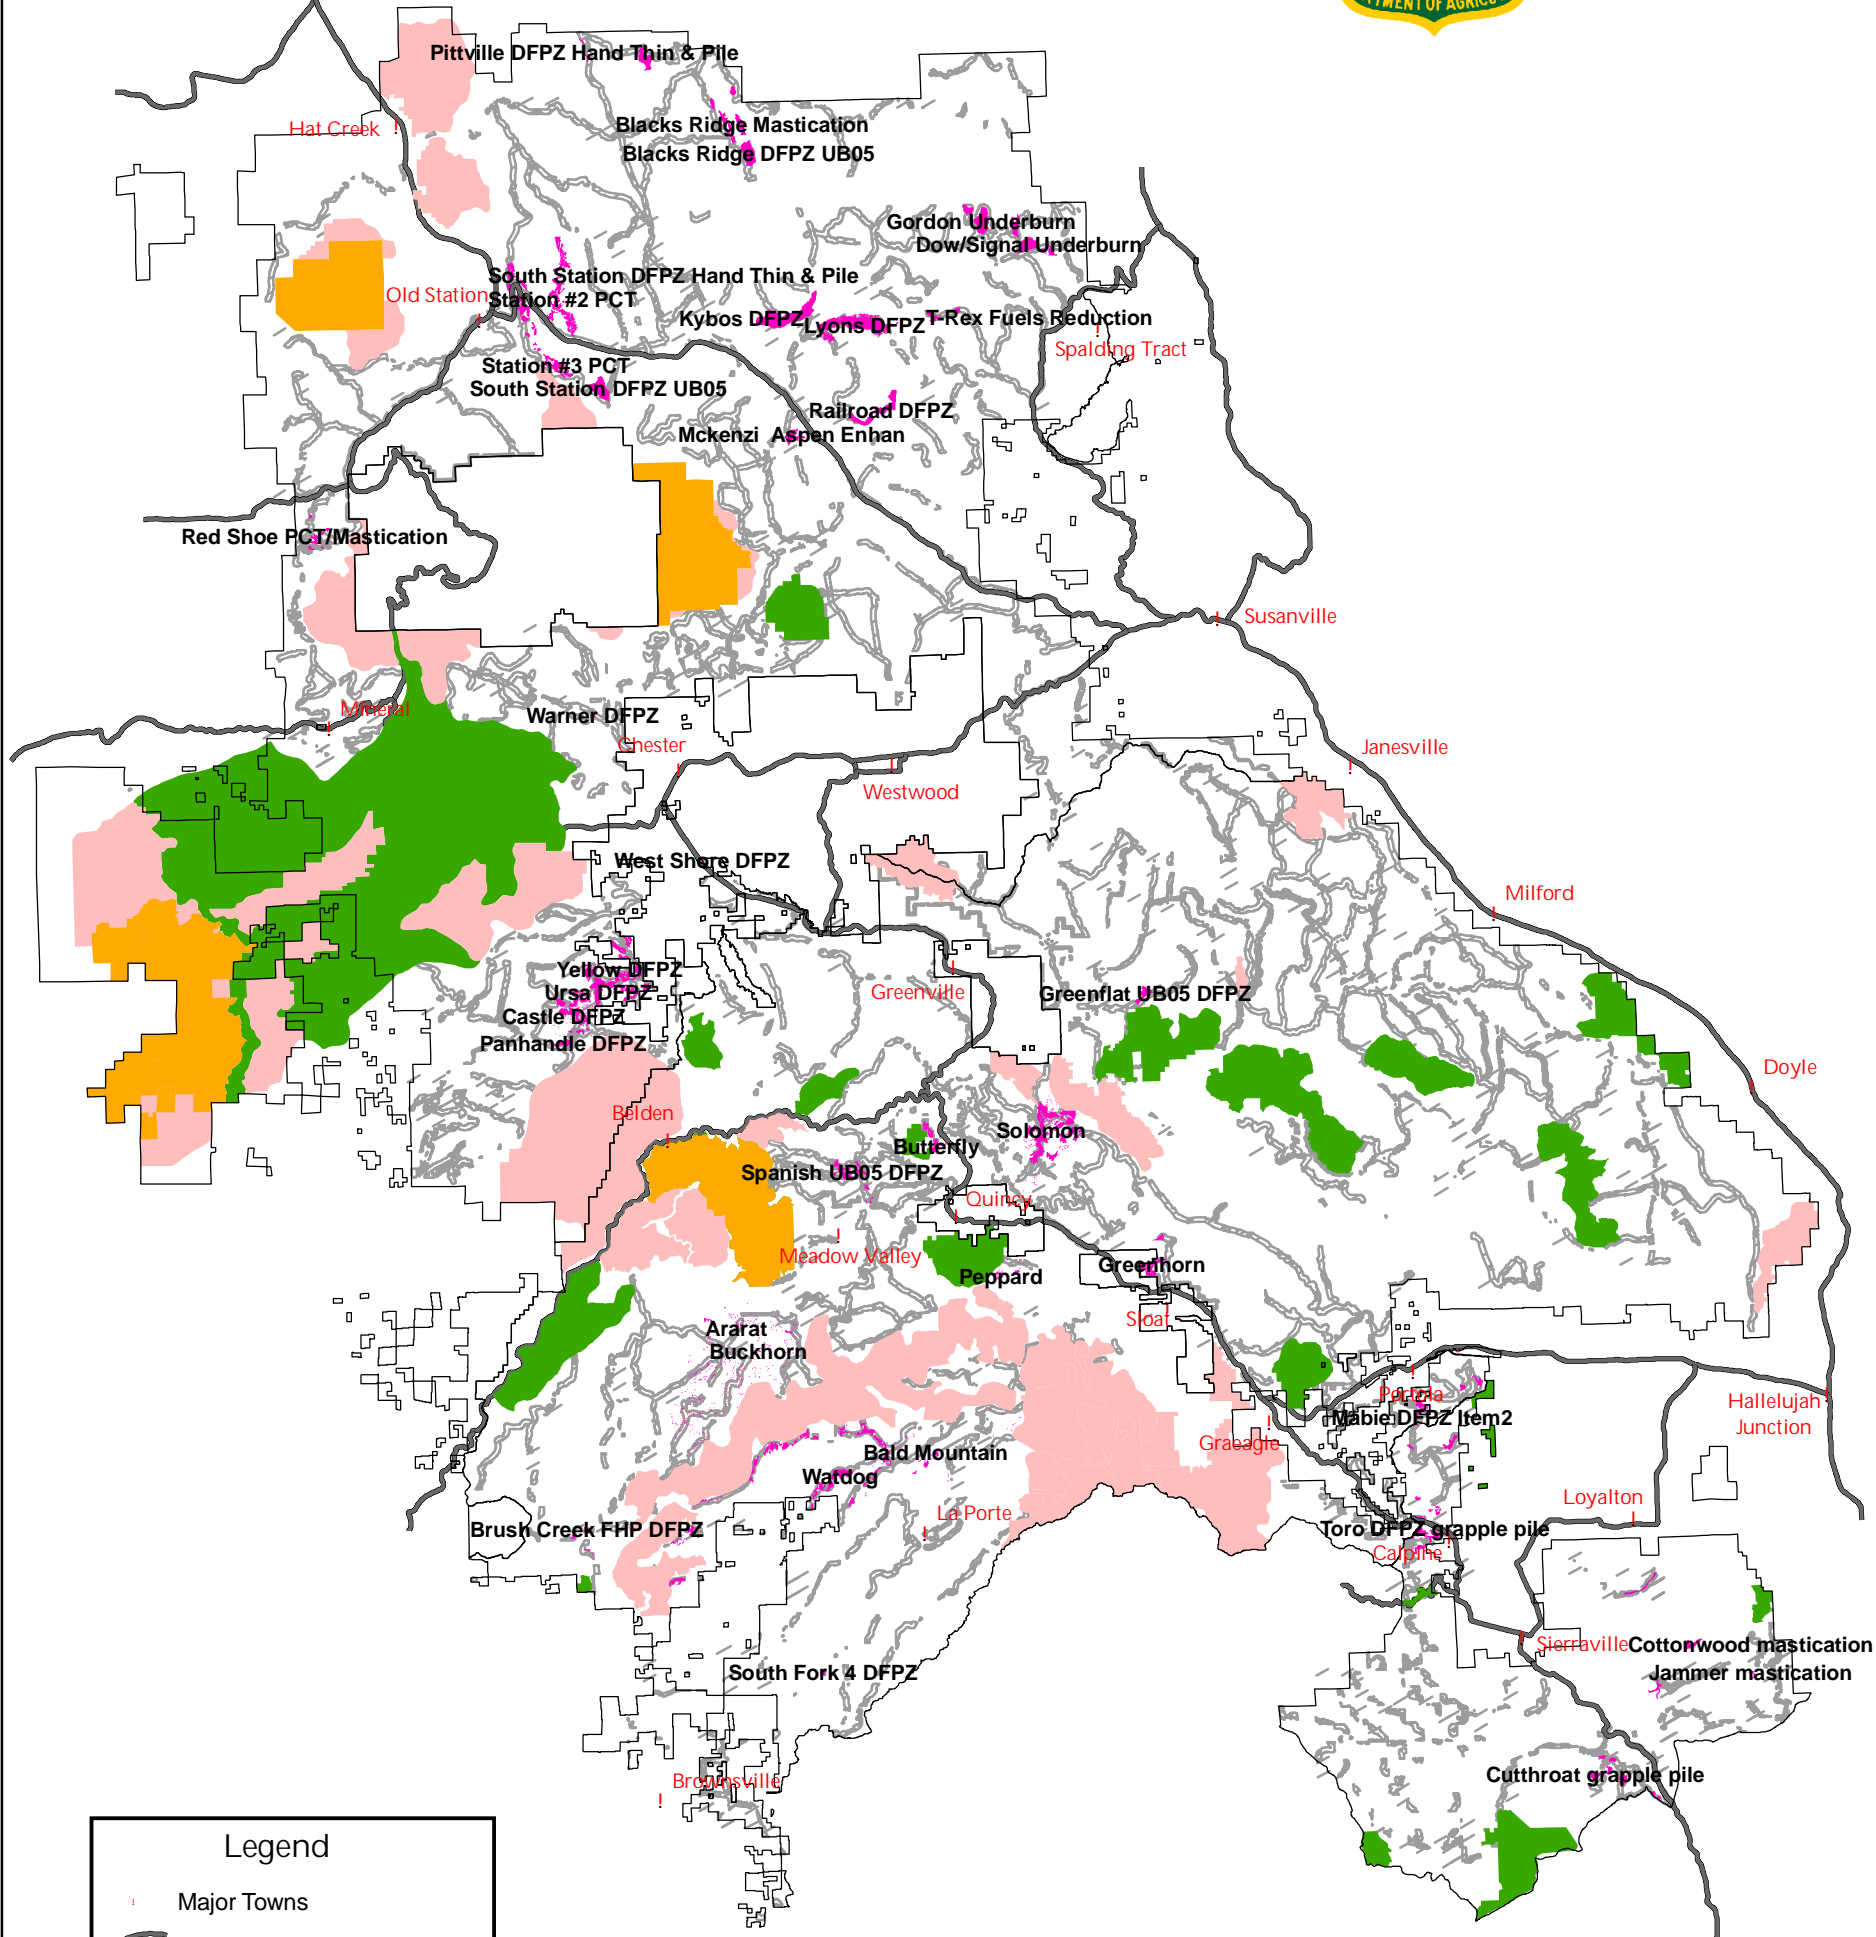 DEPARTMENT OF AGRICULTURE
Pittville DFPZ Hand Thin & Pile
Hat Creek
Blacks Ridge Mastication
Blacks Ridge DFPZ UB05
Gordon Underburn
Dow/Signal Underburn
South Station DFPZ Hand Thin & Pile
Old Station
Station #2 PCT
Kybos DFPZ
Lyons DFPZ
T-Rex Fuels Reduction
Spalding Tract
Station #3 PCT
South Station DFPZ UB05
Railroad DFPZ
Mckenzi Aspen Enhan
Red Shoe PCT/Mastication
Susanville
Mineral
Warner DFPZ
Chester
Janesville
Westwood
West Shore DFPZ
Milford
Yellow DFPZ
Ursa DFPZ
Greenville
Greenflat UB05 DFPZ
Castle DFPZ
Panhandle DFPZ
Doyle
Belden
Solomon
Butterfly
Spanish UB05 DFPZ
Quincy
Meadow Valley
Greenhorn
Peppard
Sloat
Ararat
Buckhorn
Portola
Hallelujah
Junction
Mabie DFPZ Item2
Graeagle
Bald Mountain
Watdog
Loyalton
La Porte
Brush Creek FHP DFPZ
Toro DFPZ grapple pile
Calpine
Sierraville
Cottonwood mastication
South Fork 4 DFPZ
Jammer mastication
Cutthroat grapple pile
Brownsville
Legend
Major Towns